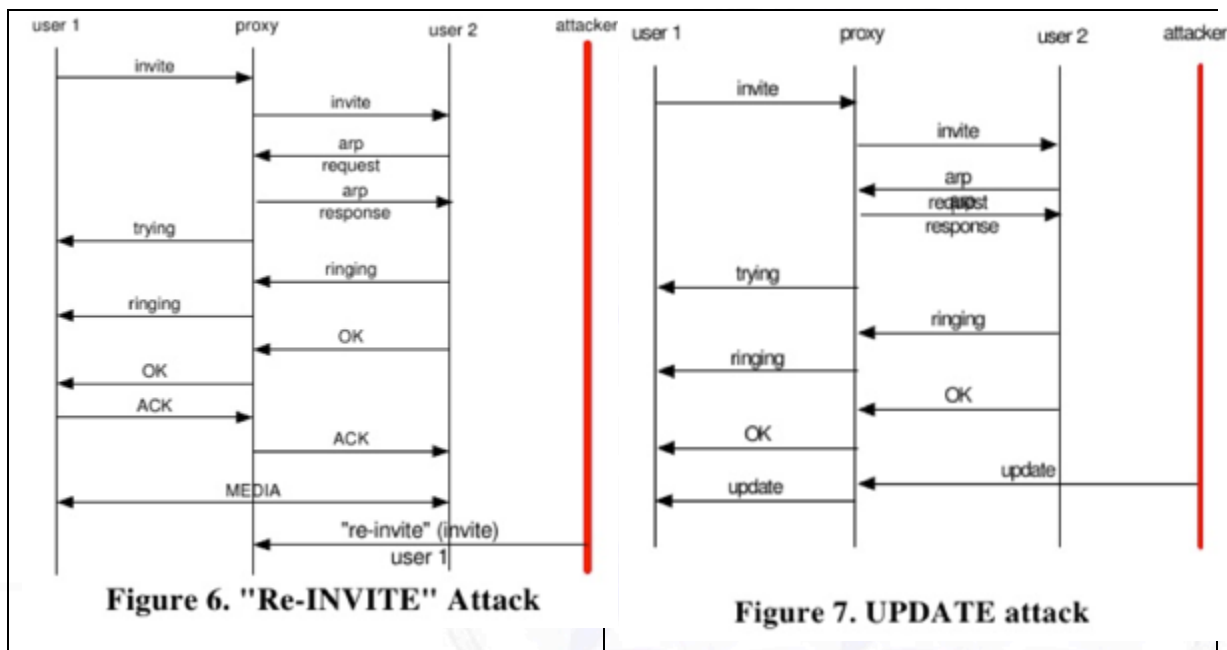 user 1
proxy
user 2
attacker
invite
invite
arp
request
arp
response
trying
ringing
ringing
OK
OK
ACK
ACK
MEDIA
"re-invite" (invite)
user 1
Figure 6. "Re-INVITE" Attack
user 1
proxy
user 2
attacker
invite
invite
arp
request
arp
response
trying
ringing
ringing
OK
OK
update
update
Figure 7. UPDATE attack